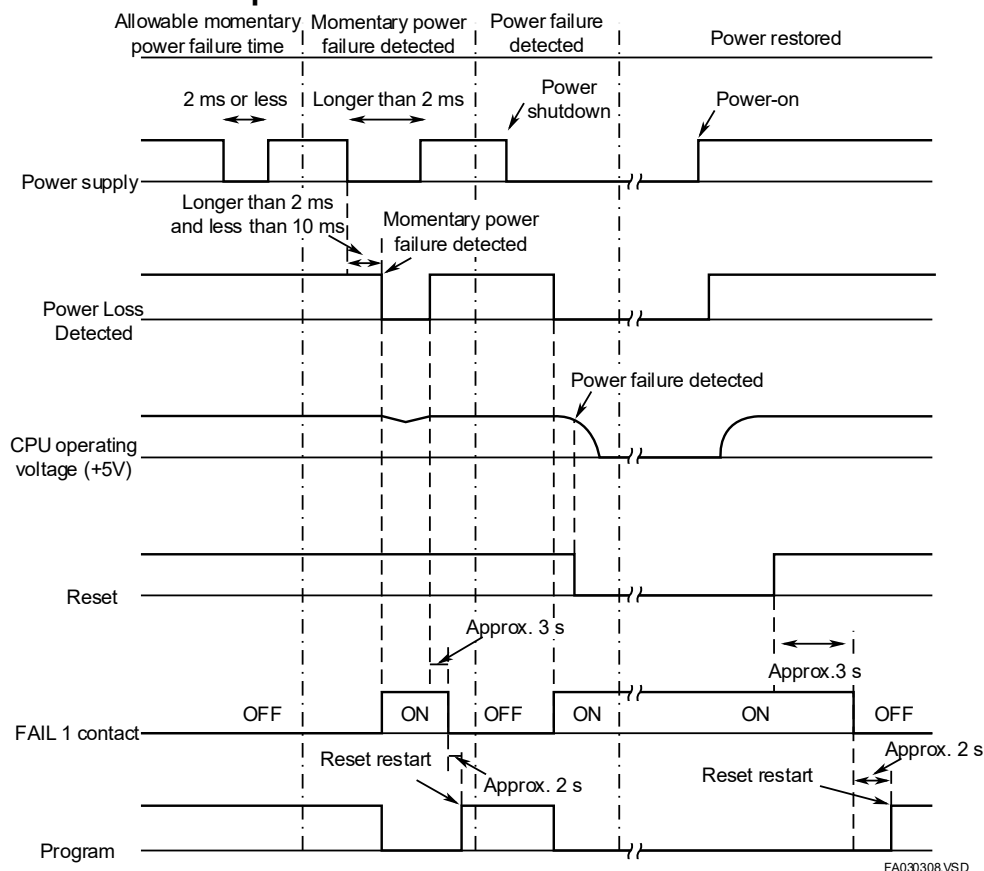 Allowable momentary
power failure time
Momentary power
failure detected
Power failure
detected
Power restored
2 ms or less
Longer than 2 ms
Power
shutdown
Power-on
Power supply
Longer than 2 ms
and less than 10 ms
Momentary power
failure detected
Power Loss
Detected
Power failure detected
CPU operating
voltage (+5V)
Reset
Approx. 3 s
Approx.3 s
OFF
ON
OFF
ON
ON
OFF
FAIL 1 contact
Reset restart
Approx. 2 s
Reset restart
Approx. 2 s
Program
FA030308.VSD